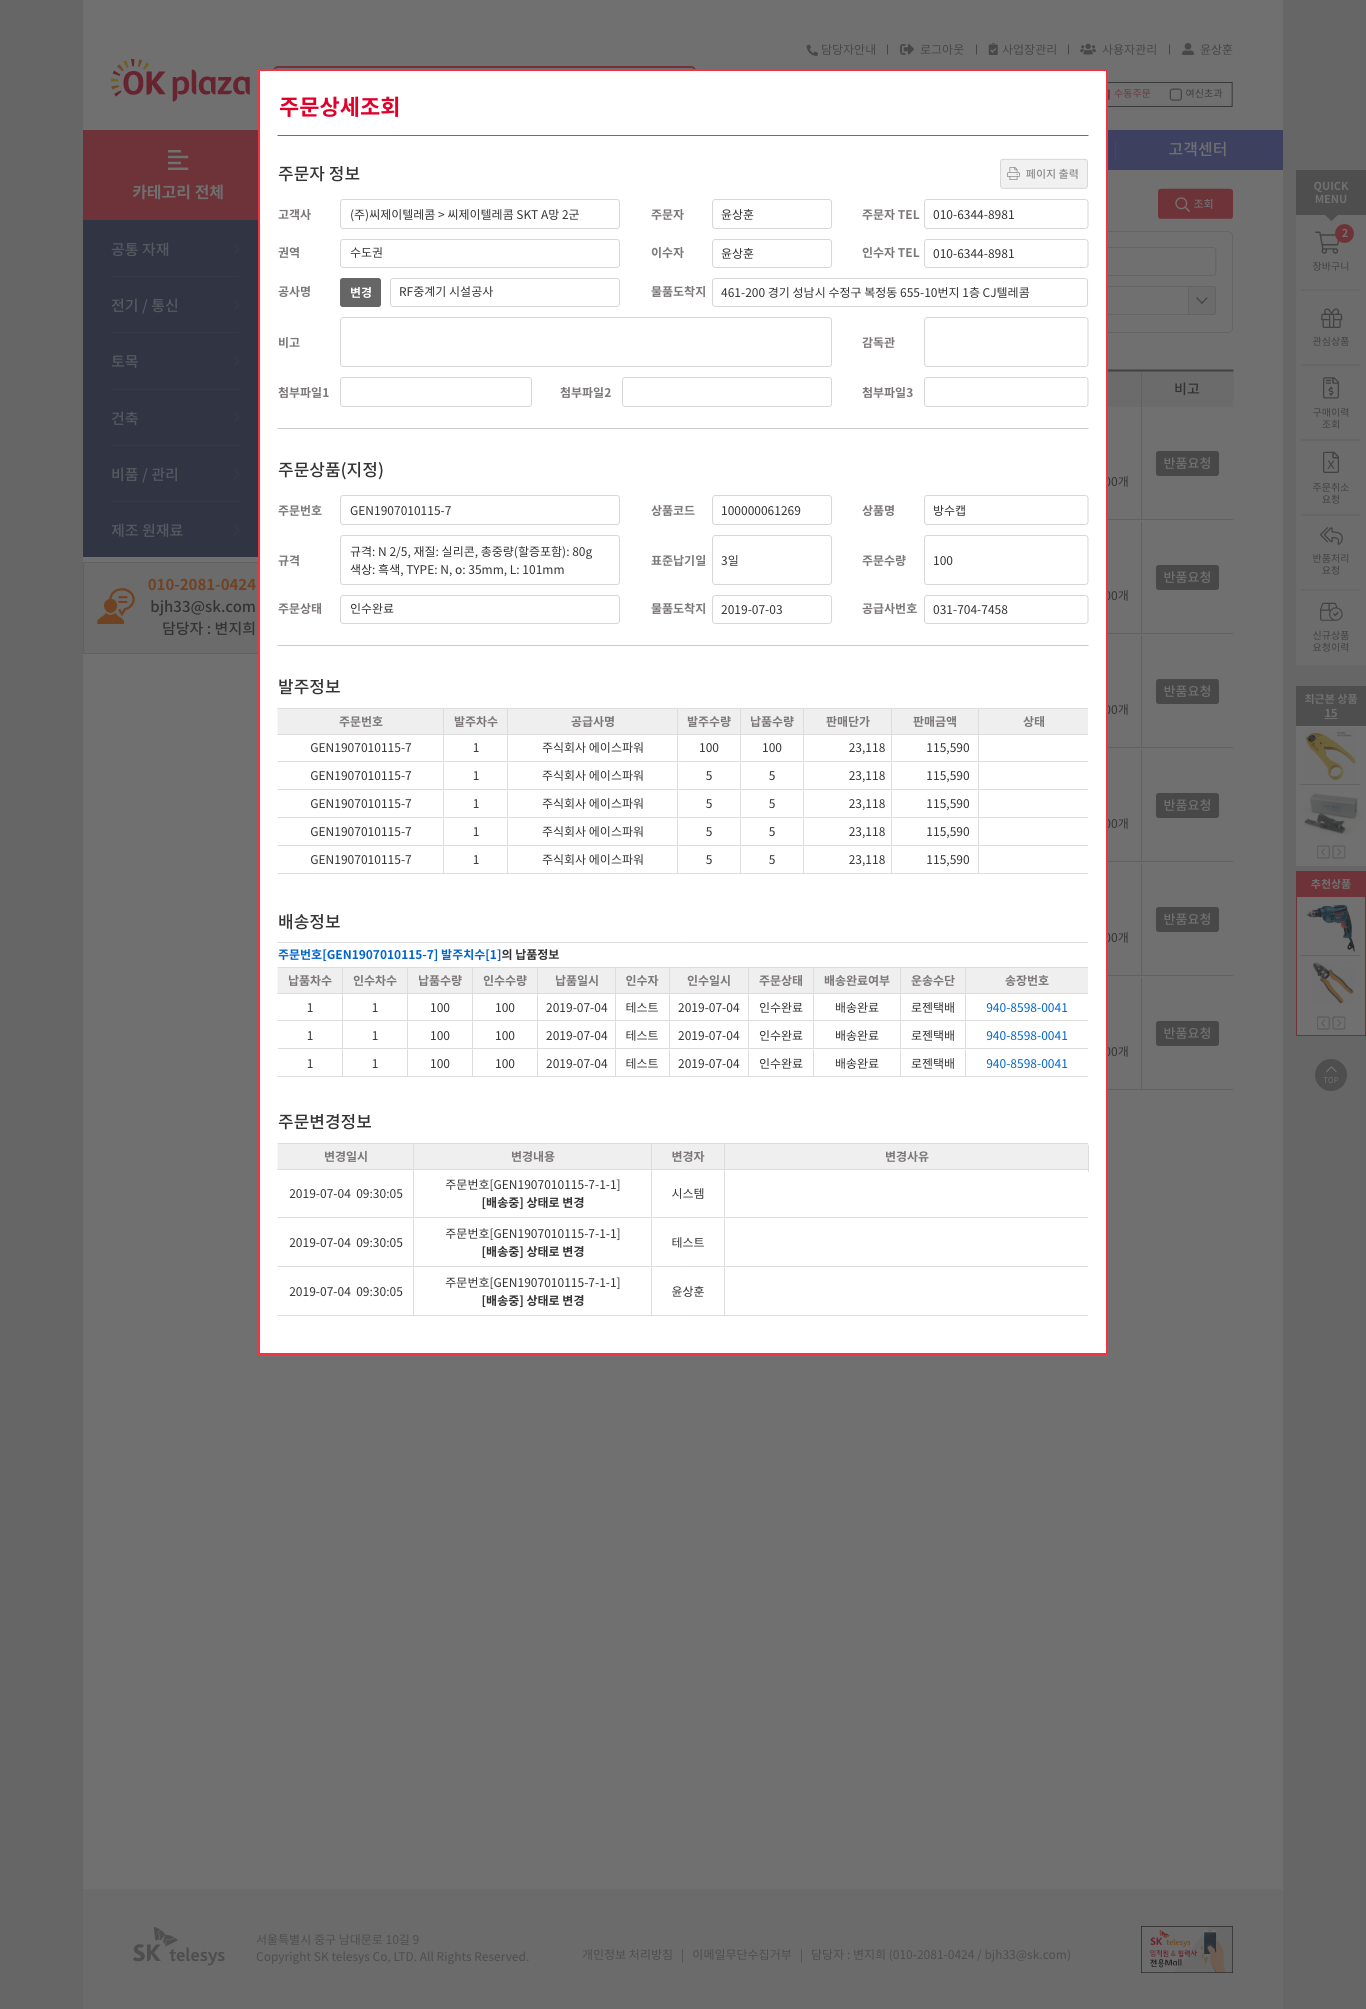 담당자안내 로그아웃 사업장관리 사용자관리 윤상훈
OK plaza
수동주문 여신초과
카테고리 전체
고객센터
조회
공통 자재
전기 / 통신
토목
건축
비품 / 관리
제조 원재료
010-2081-0424
bjh33@sk.com
담당자 : 변지희
주문상세조회
주문자 정보
페이지 출력
고객사 (주)씨제이텔레콤 > 씨제이텔레콤 SKT A망 2군 주문자 윤상훈 주문자 TEL 010-6344-8981
권역 수도권 이수자 윤상훈 인수자 TEL 010-6344-8981
공사명 변경 RF중계기 시설공사 물품도착지 461-200 경기 성남시 수정구 복정동 655-10번지 1층 CJ텔레콤
비고 감독관
첨부파일1 첨부파일2 첨부파일3
주문상품(지정)
주문번호 GEN1907010115-7 상품코드 100000061269 상품명 방수캡
규격 규격: N 2/5, 재질: 실리콘, 총중량(할증포함): 80g
색상: 흑색, TYPE: N, o: 35mm, L: 101mm
표준납기일 3일 주문수량 100
주문상태 인수완료 물품도착지 2019-07-03 공급사번호 031-704-7458
발주정보
주문번호 발주차수 공급사명 발주수량 납품수량 판매단가 판매금액 상태
GEN1907010115-7 1 주식회사 에이스파워 100 100 23,118 115,590
GEN1907010115-7 1 주식회사 에이스파워 5 5 23,118 115,590
GEN1907010115-7 1 주식회사 에이스파워 5 5 23,118 115,590
GEN1907010115-7 1 주식회사 에이스파워 5 5 23,118 115,590
GEN1907010115-7 1 주식회사 에이스파워 5 5 23,118 115,590
배송정보
주문번호[GEN1907010115-7] 발주치수[1]의 납품정보
납품차수 인수차수 납품수량 인수수량 납품일시 인수자 인수일시 주문상태 배송완료여부 운송수단 송장번호
1 1 100 100 2019-07-04 테스트 2019-07-04 인수완료 배송완료 로젠택배 940-8598-0041
1 1 100 100 2019-07-04 테스트 2019-07-04 인수완료 배송완료 로젠택배 940-8598-0041
1 1 100 100 2019-07-04 테스트 2019-07-04 인수완료 배송완료 로젠택배 940-8598-0041
주문변경정보
변경일시 변경내용 변경자 변경사유
2019-07-04 09:30:05 주문번호[GEN1907010115-7-1-1] 시스템
[배송중] 상태로 변경
2019-07-04 09:30:05 주문번호[GEN1907010115-7-1-1] 테스트
[배송중] 상태로 변경
2019-07-04 09:30:05 주문번호[GEN1907010115-7-1-1] 윤상훈
[배송중] 상태로 변경
비고
00개 반품요청
00개 반품요청
00개 반품요청
00개 반품요청
00개 반품요청
00개 반품요청
QUICK
MENU
2
장바구니
관심상품
구매이력
조회
주문취소
요청
반품처리
요청
신규상품
요청이력
최근본 상품
15
추천상품
TOP
SK telesys
서울특별시 중구 남대문로 10길 9
Copyright SK telesys Co, LTD. All Rights Reserved.
개인정보 처리방침 | 이메일무단수집거부 | 담당자 : 변지희 (010-2081-0424 / bjh33@sk.com)
SK telesys
임직원 & 협력사
전용Mall